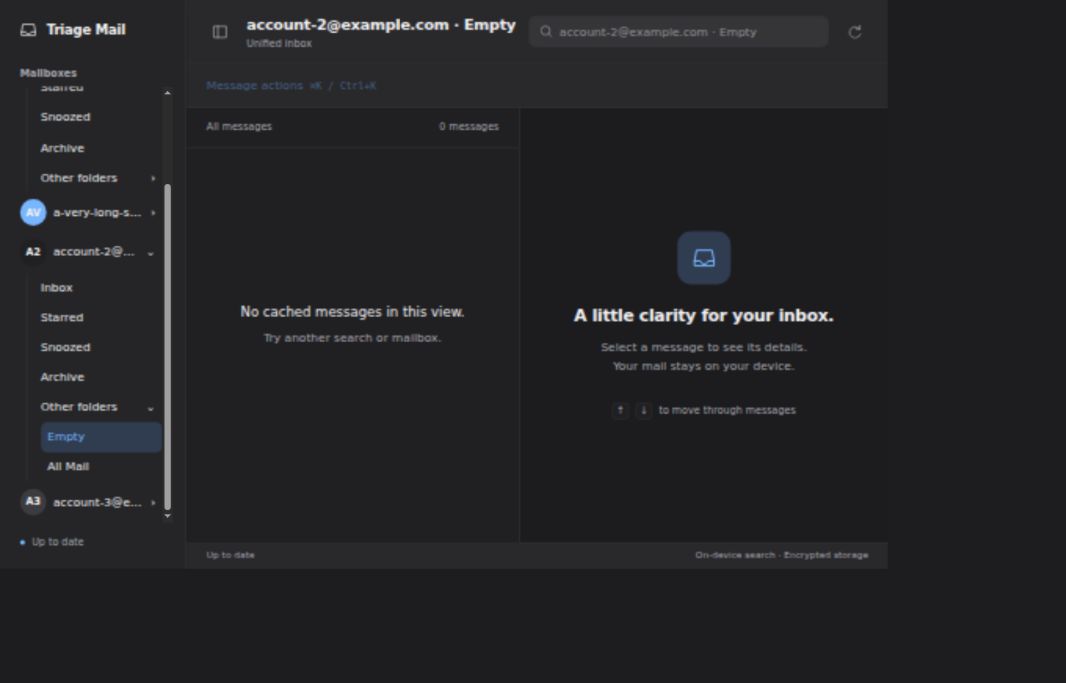 Triage Mail
Mailboxes
Starred
Snoozed
Archive
Other folders ›
AV a-very-long-s... ›
A2 account-2@... ⌄
Inbox
Starred
Snoozed
Archive
Other folders ⌄
Empty
All Mail
A3 account-3@e... ›
Up to date
account-2@example.com · Empty
Unified inbox
account-2@example.com · Empty
Message actions ⌘K / Ctrl+K
All messages
0 messages
No cached messages in this view.
Try another search or mailbox.
A little clarity for your inbox.
Select a message to see its details.
Your mail stays on your device.
↑ ↓ to move through messages
Up to date
On-device search · Encrypted storage